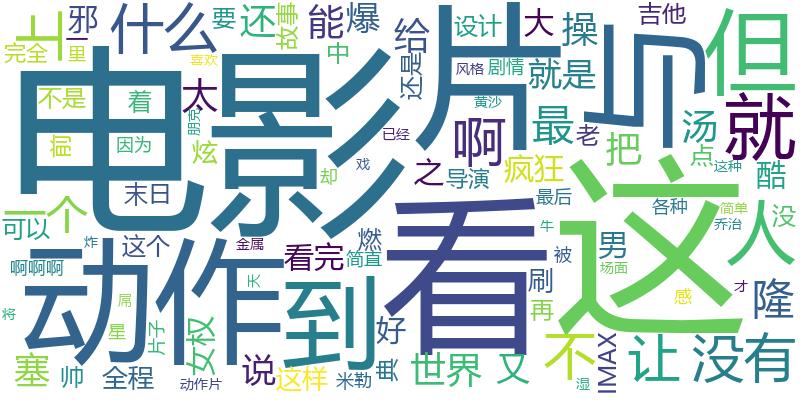 电影
片
看
这
动作
到
与
但
就
人
啊
什么
上
没有
让
不
一个
太
还
能
给
最
就是
操
大
把
汤
隆
酷
男
世界
又
好
说
塞
女权
全程
看完
疯狂
之
导演
邪
要
故事
爆
中
还是
设计
剧情
风格
吉他
完全
里
喜欢
不是
着
因为
朋克
炫
末日
可以
这个
啊啊啊
燃
简直
金属
天
炸
却
已经
戏
黄沙
老
点
这种
最后
各种
简单
没
乔治
牛
被
场面
感
才
刷
再
IMAX
将
屌
星
片子
帅
动作片
这样
米勒
湿